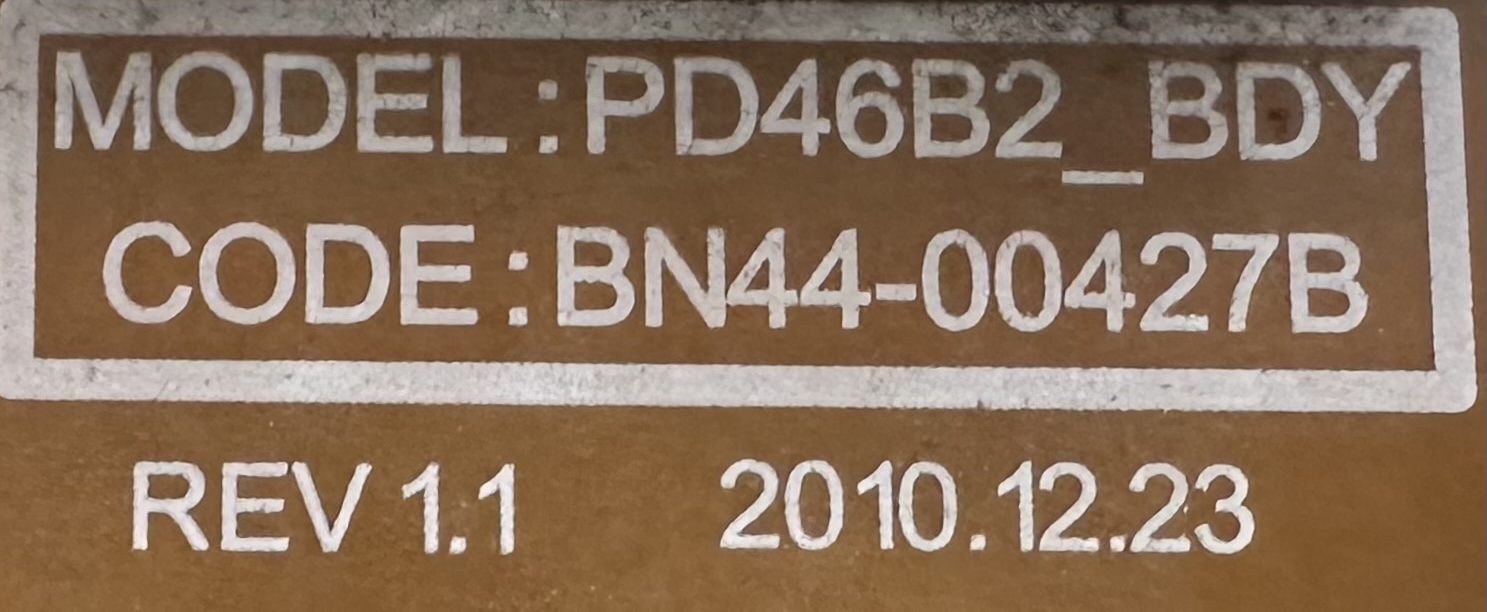 MODEL:PD46B2_BDY
CODE:BN44-00427B
REV 1.1 2010.12.23